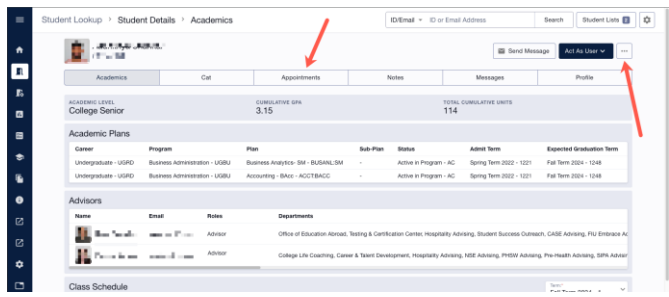 Student Lookup › Student Details › Academics
ID/Email ID or Email Address Search Student Lists
Send Message Act As User ...
Academics Cat Appointments Notes Messages Profile
ACADEMIC LEVEL CUMULATIVE GPA TOTAL CUMULATIVE UNITS
College Senior 3.15 114
Academic Plans
Career Program Plan Sub-Plan Status Admit Term Expected Graduation Term
Undergraduate - UGRD Business Administration - UGBU Business Analytics- SM - BUSANL:SM - Active in Program - AC Spring Term 2022 - 1221 Fall Term 2024 - 1248
Undergraduate - UGRD Business Administration - UGBU Accounting - BAcc - ACCT:BACC - Active in Program - AC Spring Term 2022 - 1221 Fall Term 2024 - 1248
Advisors
Name Email Roles Departments
Advisor Office of Education Abroad, Testing & Certification Center, Hospitality Advising, Student Success Outreach, CASE Advising, FIU Embrace
Advisor College Life Coaching, Career & Talent Development, Hospitality Advising, NSE Advising, PHSW Advising, Pre-Health Advising, SIPA
Class Schedule
Term*